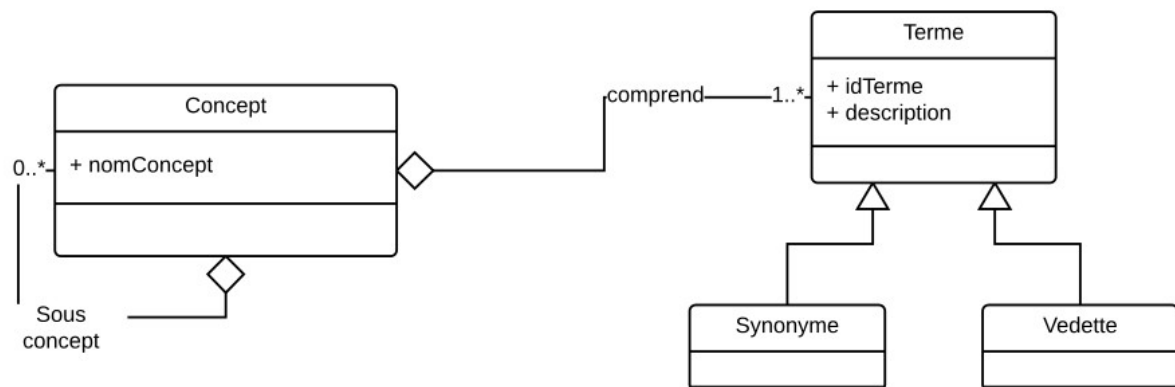 Terme
+ idTerme
+ description
comprend
1..*
Concept
+ nomConcept
0..*
Sous
concept
Synonyme
Vedette